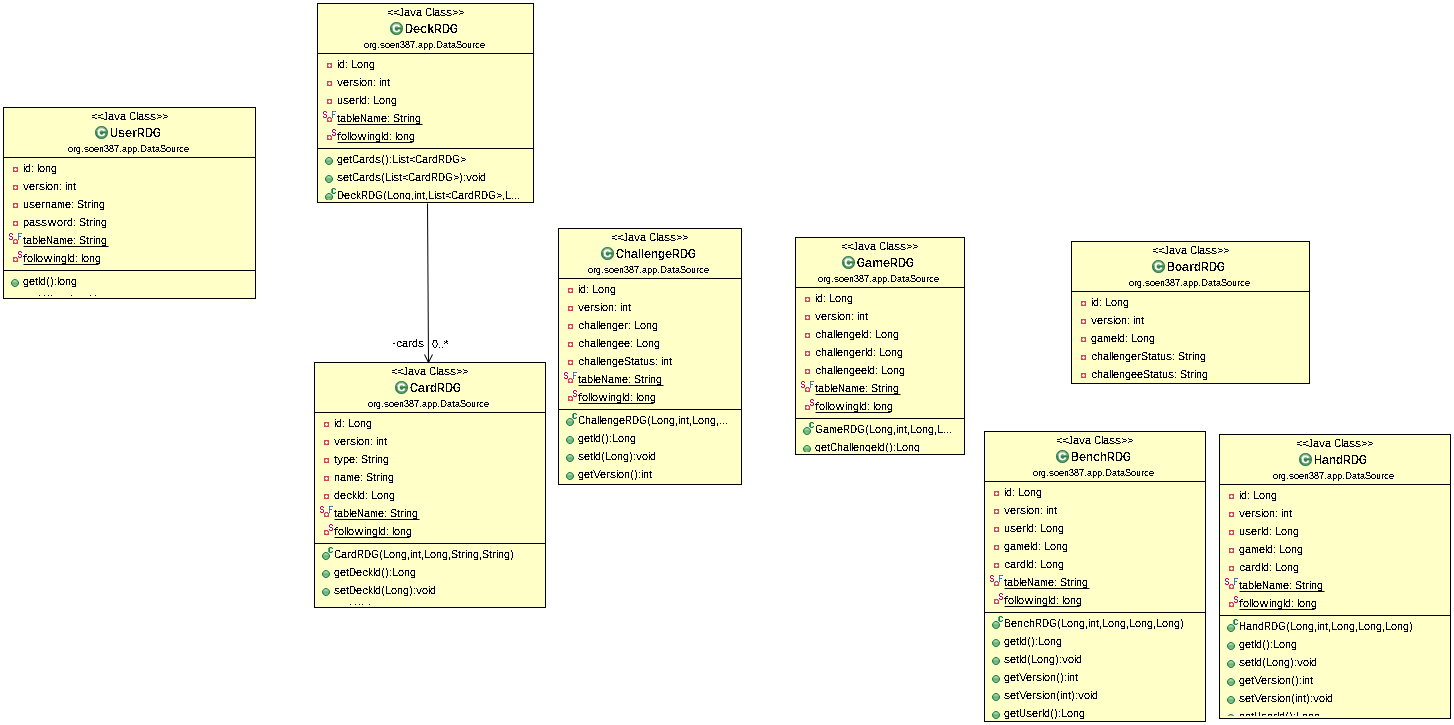 <<Java Class>>
DeckRDG
org.soen387.app.DataSource
id: Long
version: int
userId: Long
tableName: String
followingId: long
getCards():List<CardRDG>
setCards(List<CardRDG>):void
DeckRDG(Long,int,List<CardRDG>,L...
<<Java Class>>
UserRDG
org.soen387.app.DataSource
id: long
version: int
username: String
password: String
tableName: String
followingId: long
getId():long
-cards 0..*
<<Java Class>>
CardRDG
org.soen387.app.DataSource
id: Long
version: int
type: String
name: String
deckId: Long
tableName: String
followingId: long
CardRDG(Long,int,Long,String,String)
getDeckId():Long
setDeckId(Long):void
<<Java Class>>
ChallengeRDG
org.soen387.app.DataSource
id: Long
version: int
challenger: Long
challengee: Long
challengeStatus: int
tableName: String
followingId: long
ChallengeRDG(Long,int,Long,...
getId():Long
setId(Long):void
getVersion():int
<<Java Class>>
GameRDG
org.soen387.app.DataSource
id: Long
version: int
challengeId: Long
challengerId: Long
challengeeId: Long
tableName: String
followingId: long
GameRDG(Long,int,Long,L...
getChallengeId():Long
<<Java Class>>
BoardRDG
org.soen387.app.DataSource
id: Long
version: int
gameId: Long
challengerStatus: String
challengeeStatus: String
<<Java Class>>
BenchRDG
org.soen387.app.DataSource
id: Long
version: int
userId: Long
gameId: Long
cardId: Long
tableName: String
followingId: long
BenchRDG(Long,int,Long,Long,Long)
getId():Long
setId(Long):void
getVersion():int
setVersion(int):void
getUserId():Long
<<Java Class>>
HandRDG
org.soen387.app.DataSource
id: Long
version: int
userId: Long
gameId: Long
cardId: Long
tableName: String
followingId: long
HandRDG(Long,int,Long,Long,Long)
getId():Long
setId(Long):void
getVersion():int
setVersion(int):void